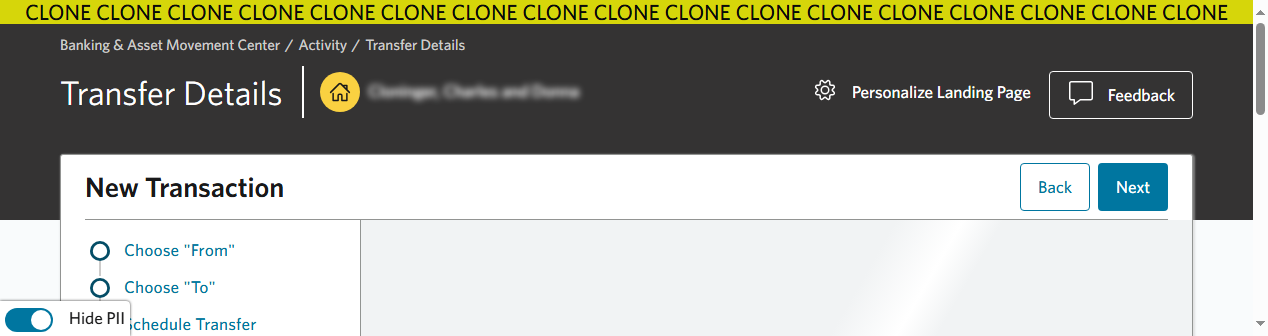 CLONE CLONE CLONE CLONE CLONE CLONE CLONE CLONE CLONE CLONE CLONE CLONE CLONE CLONE CLONE CLONE CLONE
Banking & Asset Movement Center / Activity / Transfer Details
Transfer Details
Personalize Landing Page
Feedback
New Transaction
Back
Next
Choose "From"
Choose "To"
Hide PII
Schedule Transfer